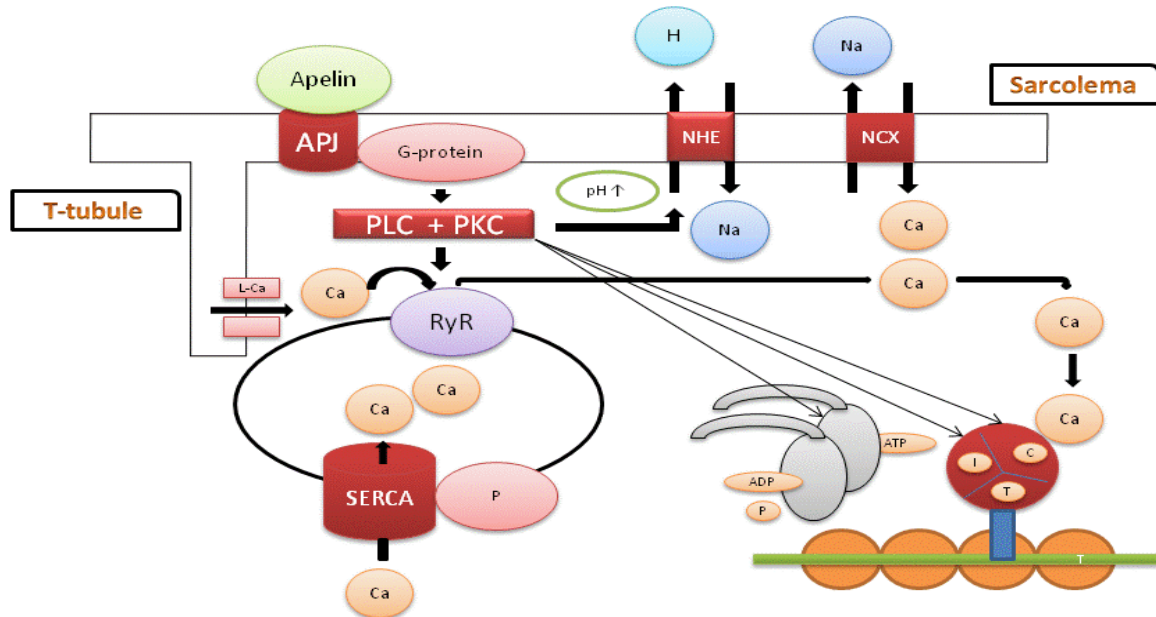 H
Na
Apelin
Sarcolema
APJ
G-protein
NHE
NCX
T-tubule
pH ↑
PLC + PKC
Na
Ca
L-Ca
Ca
Ca
RyR
Ca
Ca
Ca
Ca
ATP
I
C
ADP
T
SERCA
P
P
T
Ca